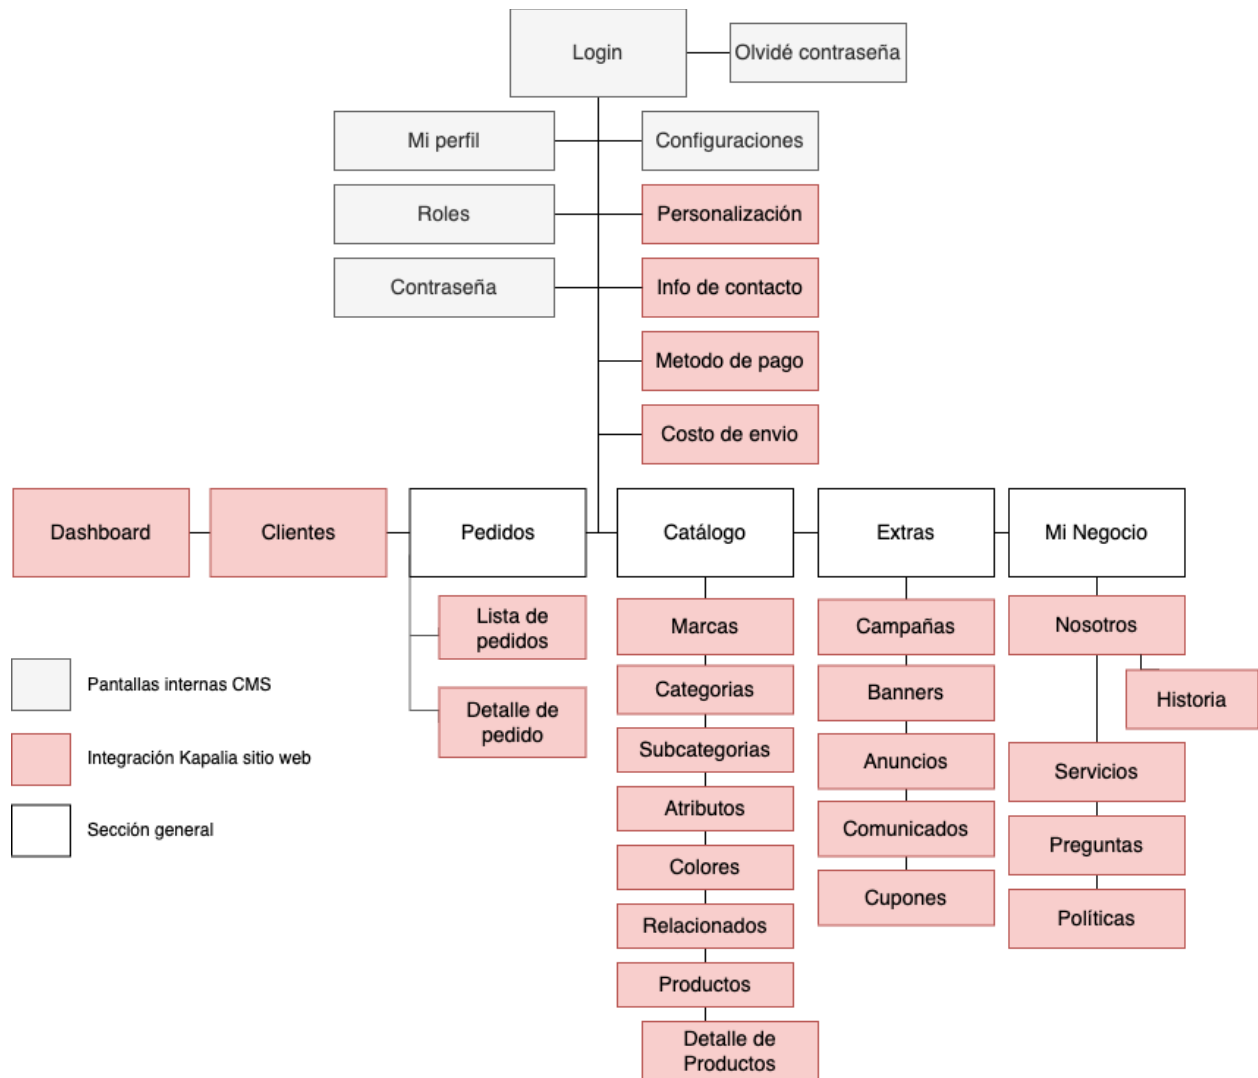 Login
Olvidé contraseña
Mi perfil
Configuraciones
Roles
Personalización
Contraseña
Info de contacto
Metodo de pago
Costo de envio
Dashboard
Clientes
Pedidos
Catálogo
Extras
Mi Negocio
Lista de
pedidos
Detalle de
pedido
Marcas
Categorias
Subcategorias
Atributos
Colores
Relacionados
Productos
Detalle de
Productos
Campañas
Banners
Anuncios
Comunicados
Cupones
Nosotros
Historia
Servicios
Preguntas
Políticas
Pantallas internas CMS
Integración Kapalia sitio web
Sección general